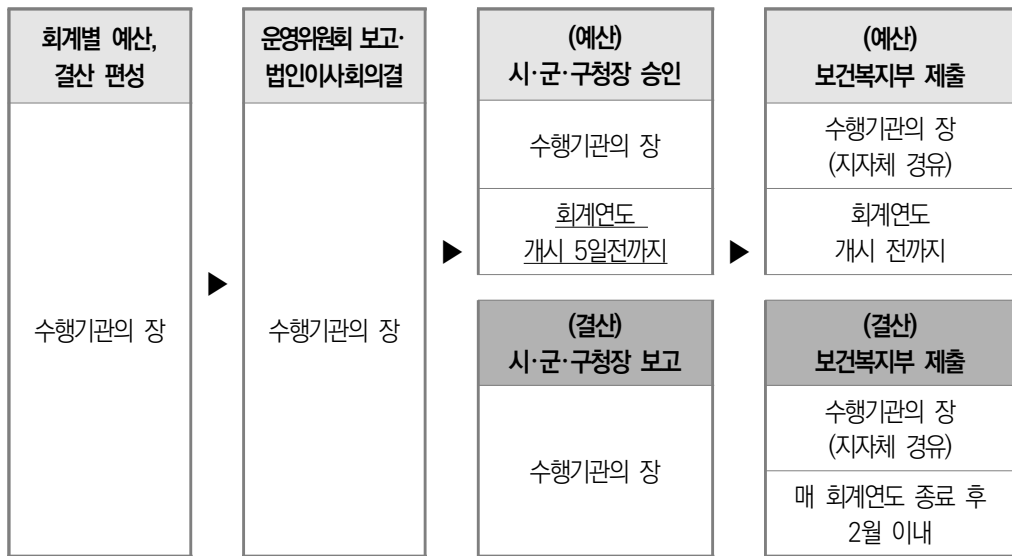 회계별 예산,
결산 편성
수행기관의 장
▶
운영위원회 보고·
법인이사회의결
수행기관의 장
▶
(예산)
시·군·구청장 승인
수행기관의 장
회계연도
개시 5일전까지
▶
(예산)
보건복지부 제출
수행기관의 장
(지자체 경유)
회계연도
개시 전까지
(결산)
시·군·구청장 보고
수행기관의 장
(결산)
보건복지부 제출
수행기관의 장
(지자체 경유)
매 회계연도 종료 후
2월 이내